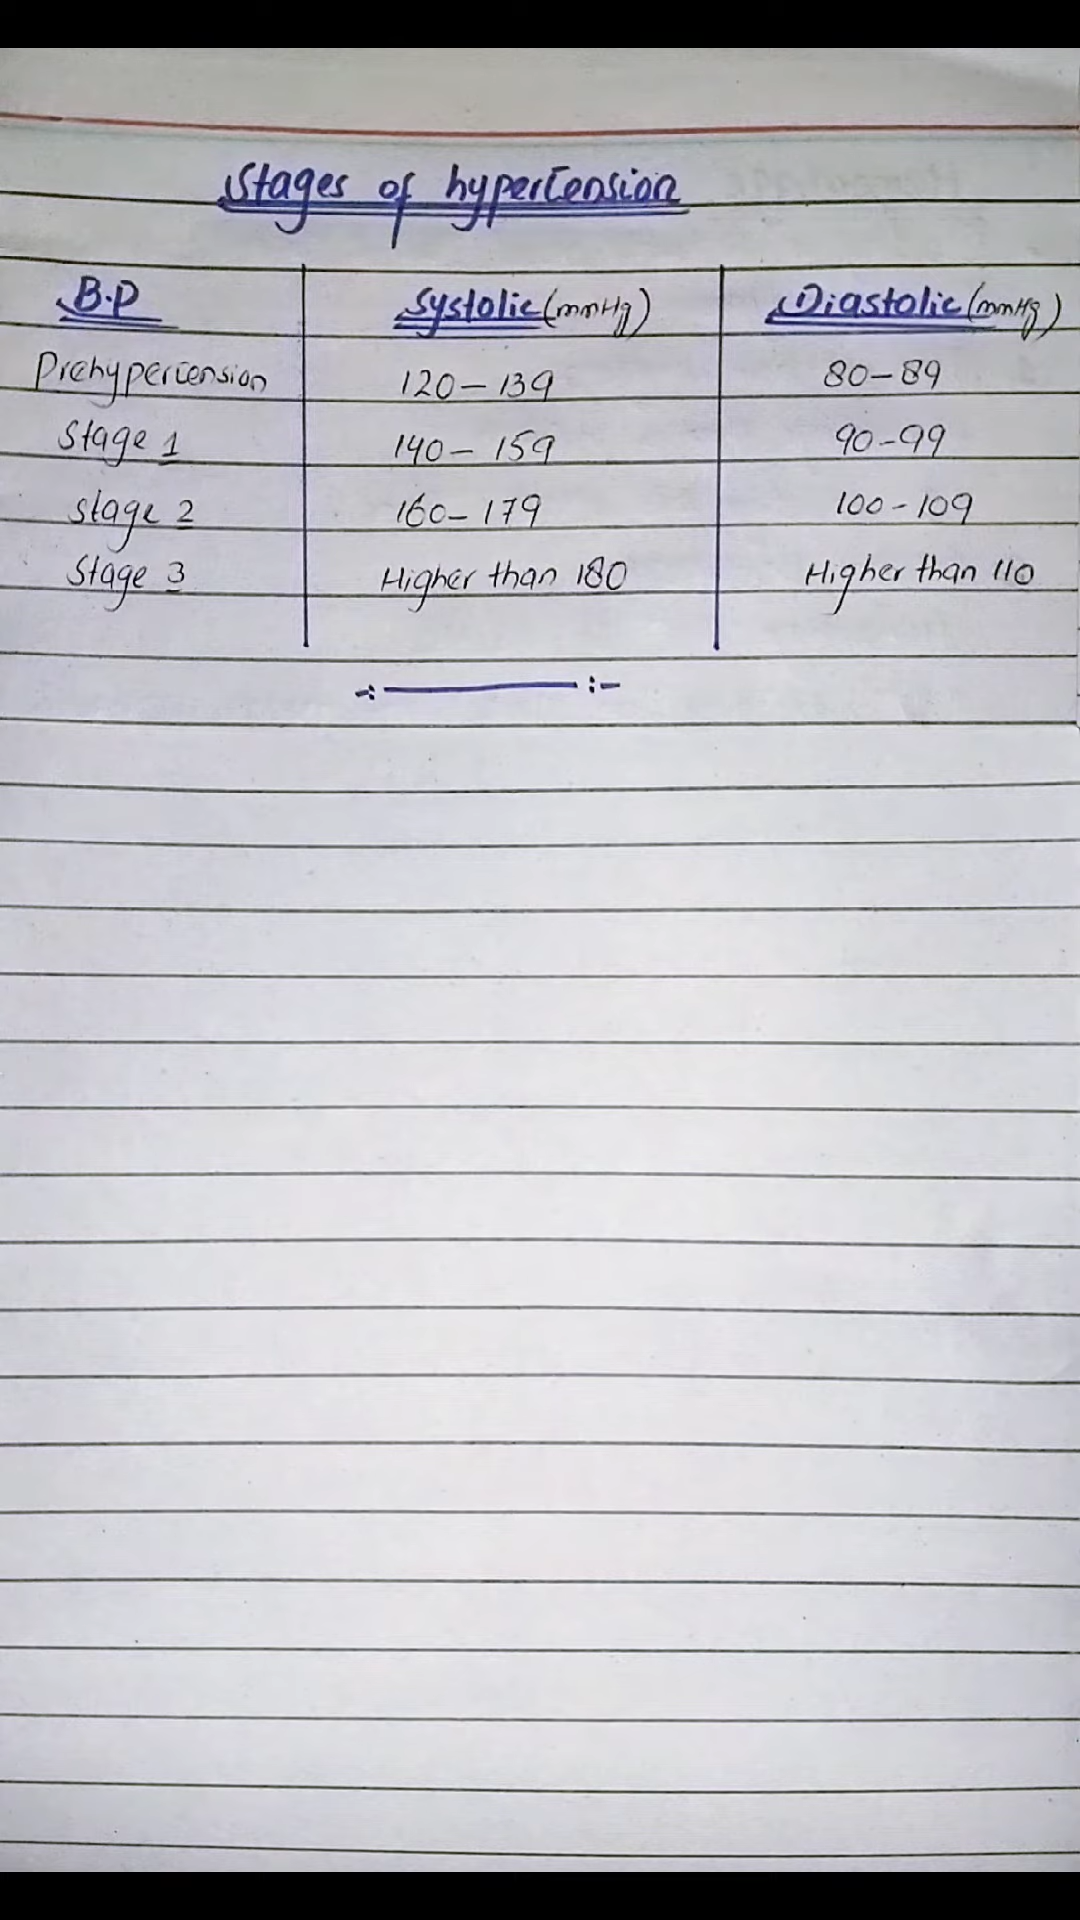 Stages of hypertension
B.P Systolic (mmHg) Diastolic (mmHg)
Prehypertension 120-139 80-89
Stage 1 140-159 90-99
Stage 2 160-179 100-109
Stage 3 Higher than 180 Higher than 110